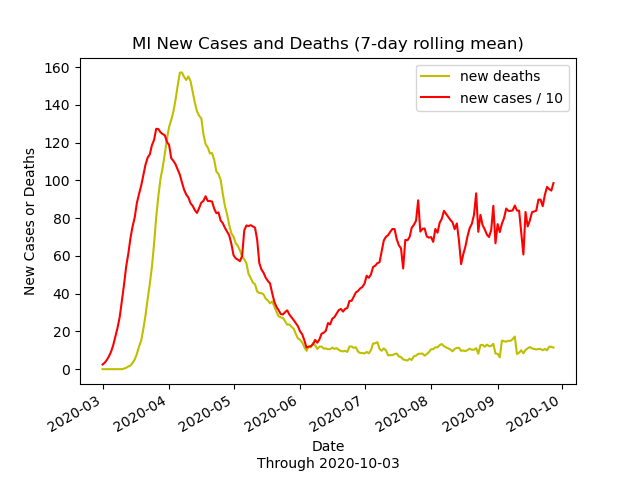 MI New Cases and Deaths (7-day rolling mean)
new deaths
new cases / 10
160
140
120
100
80
60
40
20
0
New Cases or Deaths
2020-03
2020-04
2020-05
2020-06
2020-07
2020-08
2020-09
2020-10
Date
Through 2020-10-03